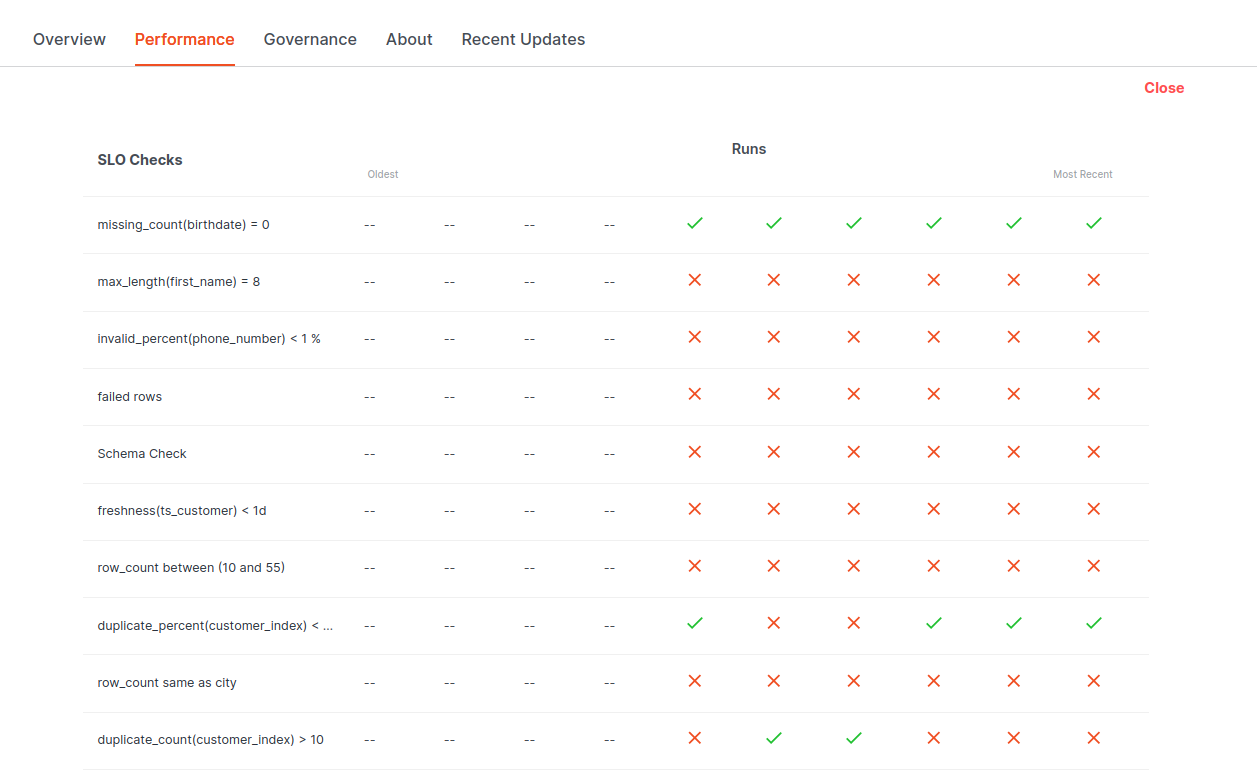 Overview Performance Governance About Recent Updates
Close
SLO Checks
Runs
Oldest
Most Recent
missing_count(birthdate) = 0 -- -- -- --
max_length(first_name) = 8 -- -- -- --
invalid_percent(phone_number) < 1 % -- -- -- --
failed rows -- -- -- --
Schema Check -- -- -- --
freshness(ts_customer) < 1d -- -- -- --
row_count between (10 and 55) -- -- -- --
duplicate_percent(customer_index) < ... -- -- -- --
row_count same as city -- -- -- --
duplicate_count(customer_index) > 10 -- -- -- --